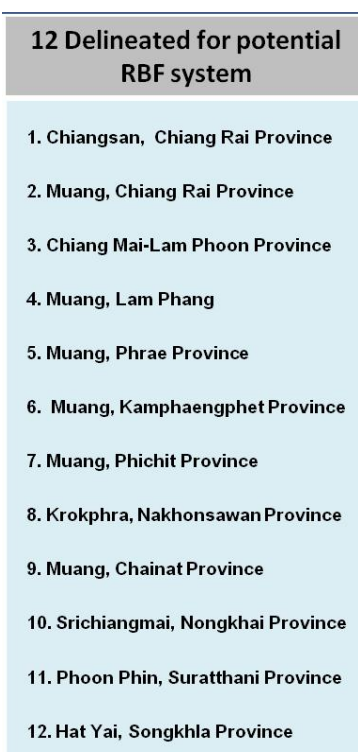 12 Delineated for potential
RBF system
1. Chiangsan, Chiang Rai Province
2. Muang, Chiang Rai Province
3. Chiang Mai-Lam Phoon Province
4. Muang, Lam Phang
5. Muang, Phrae Province
6. Muang, Kamphaengphet Province
7. Muang, Phichit Province
8. Krokphra, Nakhonsawan Province
9. Muang, Chainat Province
10. Srichiangmai, Nongkhai Province
11. Phoon Phin, Suratthani Province
12. Hat Yai, Songkhla Province